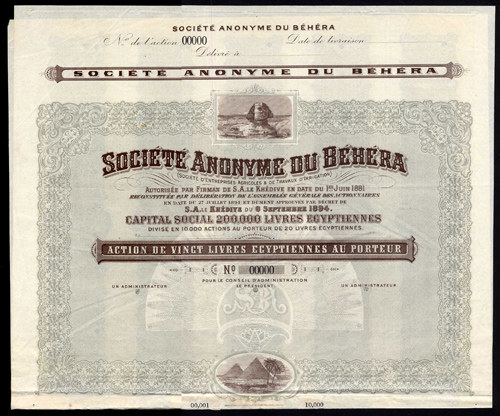 SOCIÉTÉ ANONYME DU BÉHÉRA
No. de l'action 00000 Date de livraison
Délivré à
SOCIÉTÉ ANONYME DU BÉHÉRA
SOCIÉTÉ ANONYME DU BÉHÉRA
(SOCIÉTÉ D'ENTREPRISES AGRICOLES & DE TRAVAUX D'IRRIGATION)
AUTORISÉE PAR FIRMAN DE S.A. LE KHÉDIVE EN DATE DU 1ER JUIN 1881
RECONSTITUÉE PAR DÉLIBÉRATION DE L'ASSEMBLÉE GÉNÉRALE DES ACTIONNAIRES
EN DATE DU 27 JUILLET 1894 ET DUMENT APPROUVÉE PAR DÉCRET DE
S.A. LE KHÉDIVE DU 6 SEPTEMBRE 1894.
CAPITAL SOCIAL 200.000 LIVRES EGYPTIENNES
DIVISÉ EN 10.000 ACTIONS AU PORTEUR DE 20 LIVRES ÉGYPTIENNES.
ACTION DE VINGT LIVRES EGYPTIENNES AU PORTEUR
No 00000
POUR LE CONSEIL D'ADMINISTRATION
UN ADMINISTRATEUR LE PRÉSIDENT UN ADMINISTRATEUR
00,001 10,000